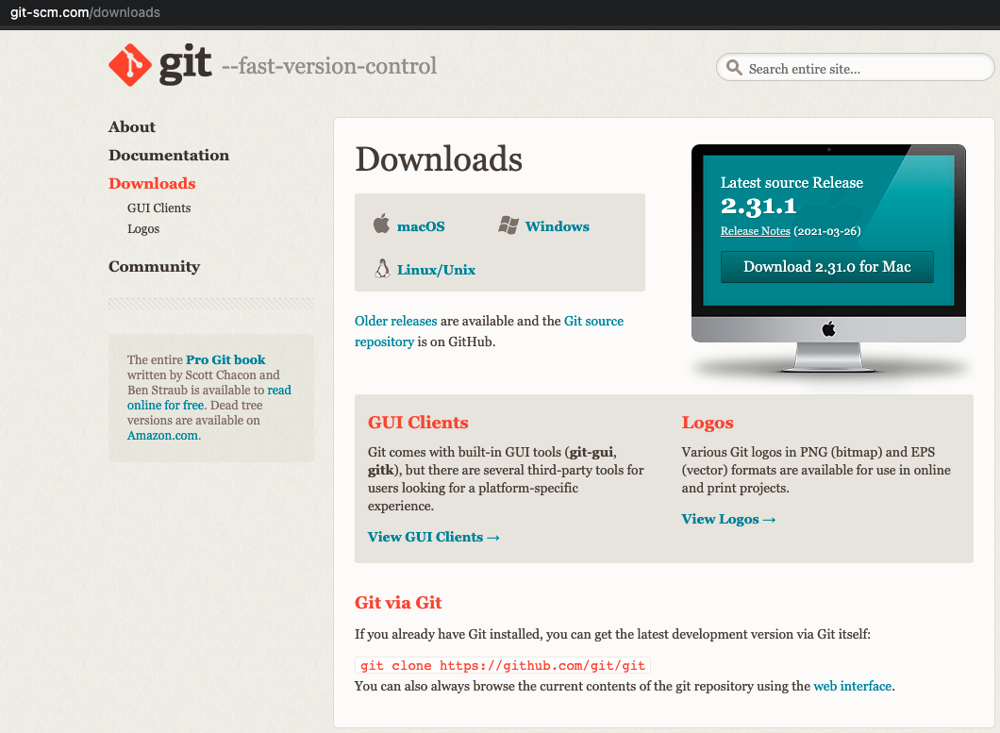 git-scm.com/downloads
git --fast-version-control
Search entire site...
About
Documentation
Downloads
GUI Clients
Logos
Community
The entire Pro Git book
written by Scott Chacon and
Ben Straub is available to read
online for free. Dead tree
versions are available on
Amazon.com.
Downloads
macOS
Windows
Linux/Unix
Older releases are available and the Git source
repository is on GitHub.
Latest source Release
2.31.1
Release Notes (2021-03-26)
Download 2.31.0 for Mac
GUI Clients
Git comes with built-in GUI tools (git-gui,
gitk), but there are several third-party tools for
users looking for a platform-specific
experience.
View GUI Clients →
Logos
Various Git logos in PNG (bitmap) and EPS
(vector) formats are available for use in online
and print projects.
View Logos →
Git via Git
If you already have Git installed, you can get the latest development version via Git itself:
git clone https://github.com/git/git
You can also always browse the current contents of the git repository using the web interface.